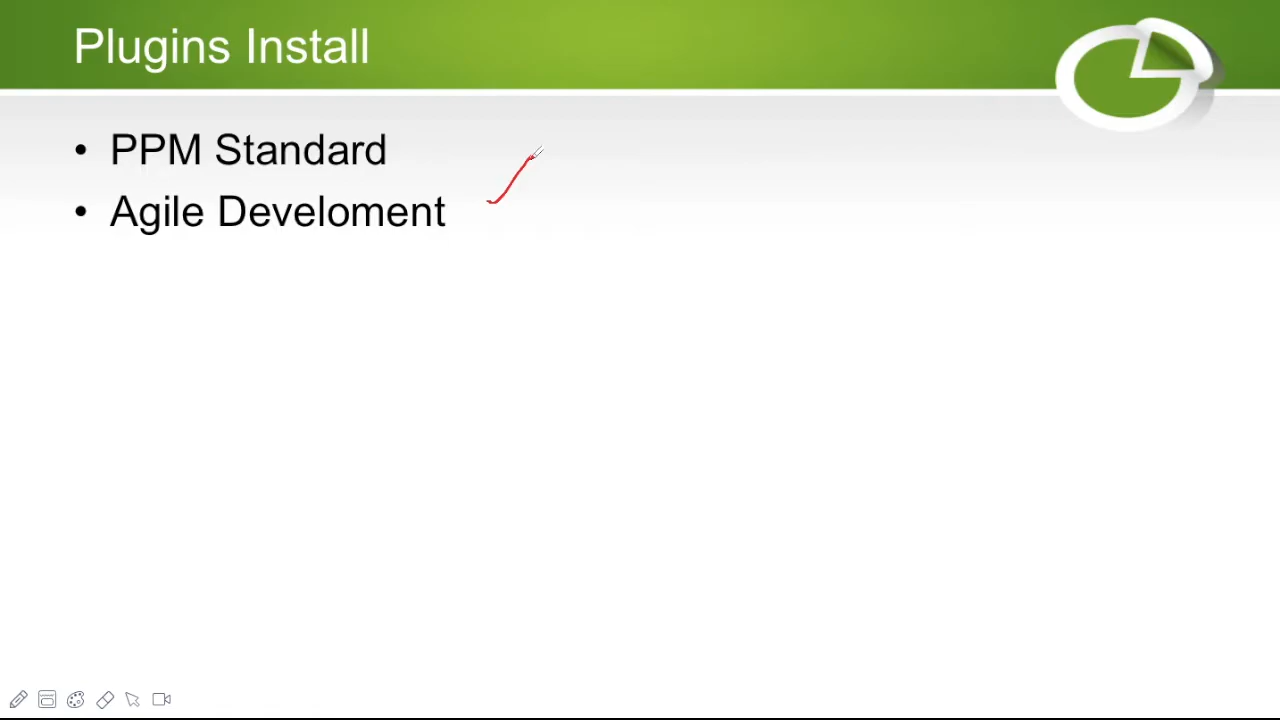 Plugins Install
• PPM Standard
• Agile Develoment